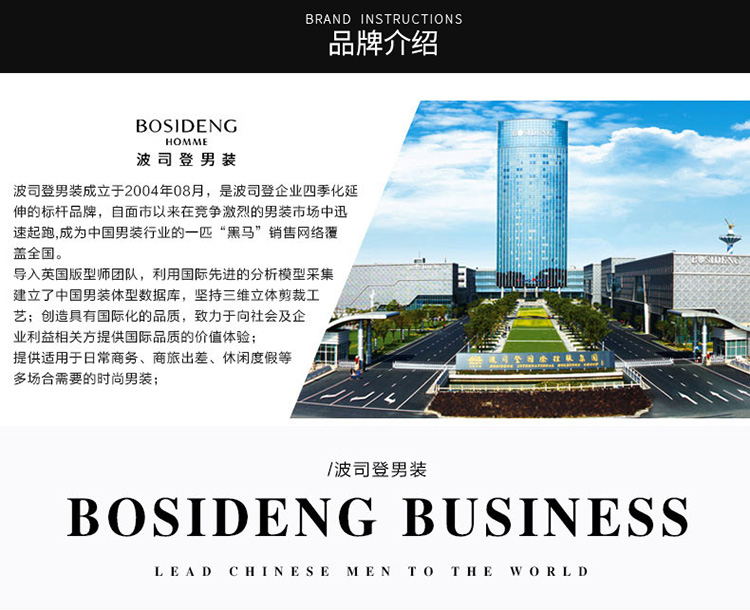 BRAND INSTRUCTIONS
品牌介绍
BOSIDENG
HOMME
波司登男装
波司登男装成立于2004年08月，是波司登企业四季化延
伸的标杆品牌，自面市以来在竞争激烈的男装市场中迅
速起跑,成为中国男装行业的一匹“黑马”销售网络覆
盖全国。
导入英国版型师团队，利用国际先进的分析模型采集
建立了中国男装体型数据库，坚持三维立体剪裁工
艺；创造具有国际化的品质，致力于向社会及企
业利益相关方提供国际品质的价值体验；
提供适用于日常商务、商旅出差、休闲度假等
多场合需要的时尚男装；
BOSIDENG
波司登国际控股集团
BOSIDENG INTERNATIONAL HOLDINGS GROUP
/波司登男装
BOSIDENG BUSINESS
LEAD CHINESE MEN TO THE WORLD